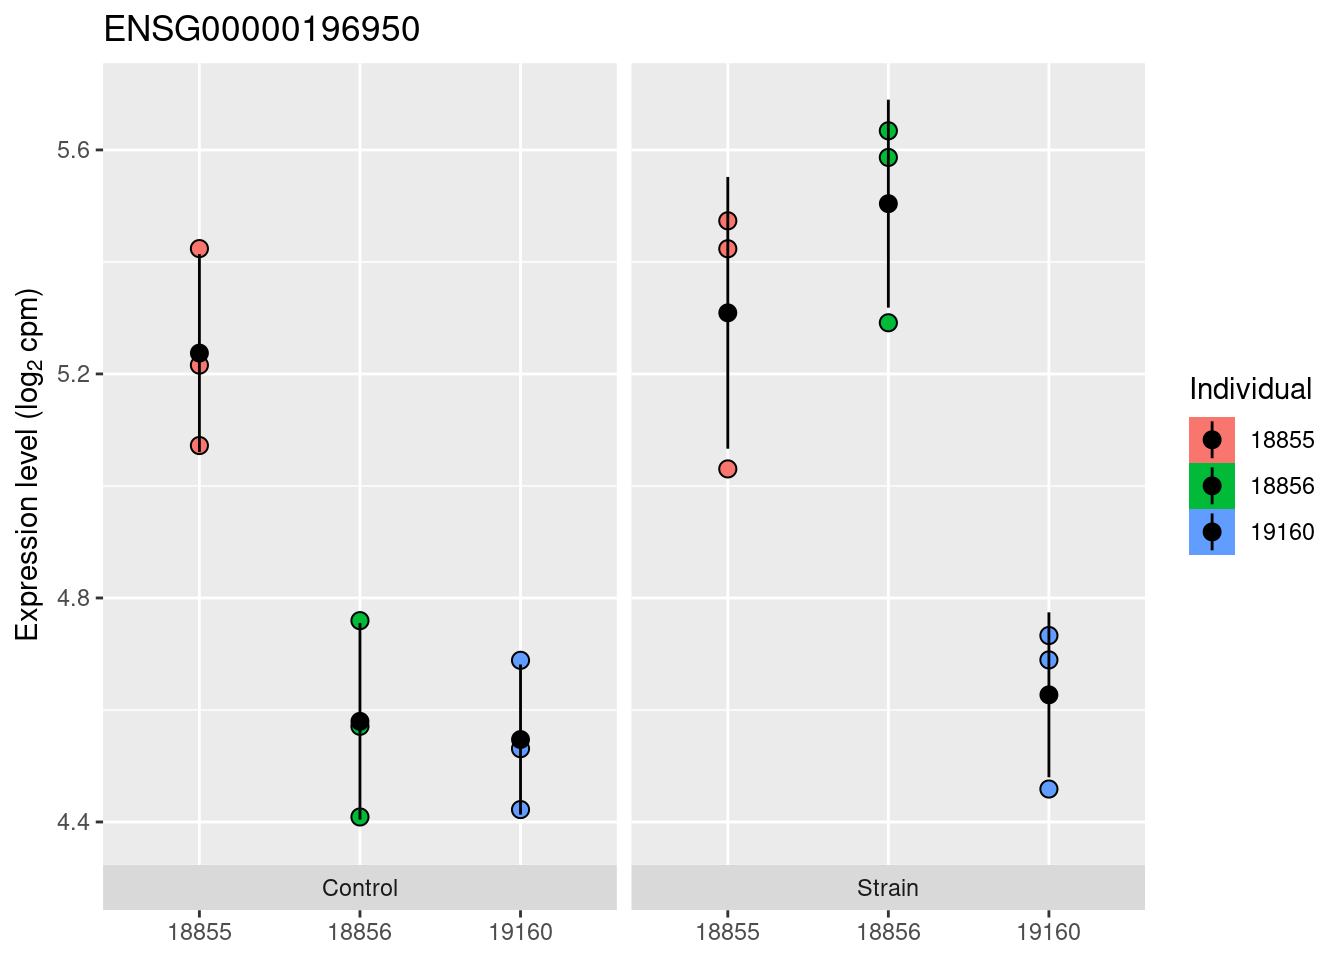 ENSG00000196950
Expression level (log₂ cpm)
5.6
5.2
4.8
4.4
Control
Strain
18855
18856
19160
18855
18856
19160
Individual
18855
18856
19160